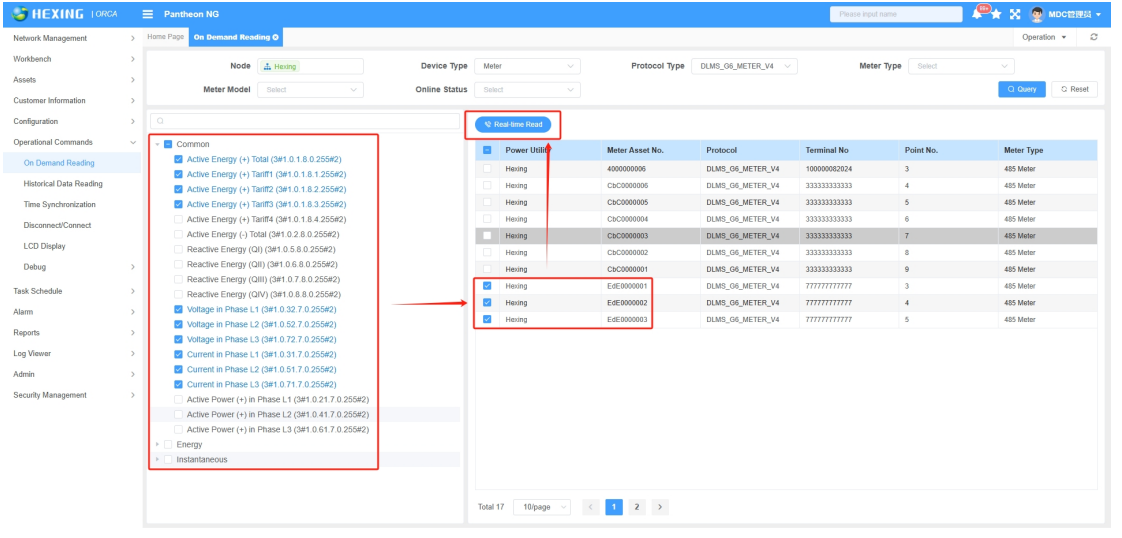 HEXING | ORCA Pantheon NG Please input name 99+ MDC管理员
Network Management
Workbench
Assets
Customer Information
Configuration
Operational Commands
On Demand Reading
Historical Data Reading
Time Synchronization
Disconnect/Connect
LCD Display
Debug
Task Schedule
Alarm
Reports
Log Viewer
Admin
Security Management
Home Page On Demand Reading Operation
Node Hexing Device Type Meter Protocol Type DLMS_G6_METER_V4 Meter Type Select
Meter Model Select Online Status Select Query Reset
Common
Active Energy (+) Total (3#1.0.1.8.0.255#2)
Active Energy (+) Tariff1 (3#1.0.1.8.1.255#2)
Active Energy (+) Tariff2 (3#1.0.1.8.2.255#2)
Active Energy (+) Tariff3 (3#1.0.1.8.3.255#2)
Active Energy (+) Tariff4 (3#1.0.1.8.4.255#2)
Active Energy (-) Total (3#1.0.2.8.0.255#2)
Reactive Energy (QI) (3#1.0.5.8.0.255#2)
Reactive Energy (QII) (3#1.0.6.8.0.255#2)
Reactive Energy (QIII) (3#1.0.7.8.0.255#2)
Reactive Energy (QIV) (3#1.0.8.8.0.255#2)
Voltage in Phase L1 (3#1.0.32.7.0.255#2)
Voltage in Phase L2 (3#1.0.52.7.0.255#2)
Voltage in Phase L3 (3#1.0.72.7.0.255#2)
Current in Phase L1 (3#1.0.31.7.0.255#2)
Current in Phase L2 (3#1.0.51.7.0.255#2)
Current in Phase L3 (3#1.0.71.7.0.255#2)
Active Power (+) in Phase L1 (3#1.0.21.7.0.255#2)
Active Power (+) in Phase L2 (3#1.0.41.7.0.255#2)
Active Power (+) in Phase L3 (3#1.0.61.7.0.255#2)
Energy
Instantaneous
Real-time Read
Power Utility Meter Asset No. Protocol Terminal No Point No. Meter Type
Hexing 4000000006 DLMS_G6_METER_V4 100000082024 3 485 Meter
Hexing CbC0000006 DLMS_G6_METER_V4 333333333333 4 485 Meter
Hexing CbC0000005 DLMS_G6_METER_V4 333333333333 5 485 Meter
Hexing CbC0000004 DLMS_G6_METER_V4 333333333333 6 485 Meter
Hexing CbC0000003 DLMS_G6_METER_V4 333333333333 7 485 Meter
Hexing CbC0000002 DLMS_G6_METER_V4 333333333333 8 485 Meter
Hexing CbC0000001 DLMS_G6_METER_V4 333333333333 9 485 Meter
Hexing EdE0000001 DLMS_G6_METER_V4 777777777777 3 485 Meter
Hexing EdE0000002 DLMS_G6_METER_V4 777777777777 4 485 Meter
Hexing EdE0000003 DLMS_G6_METER_V4 777777777777 5 485 Meter
Total 17 10/page < 1 2 >